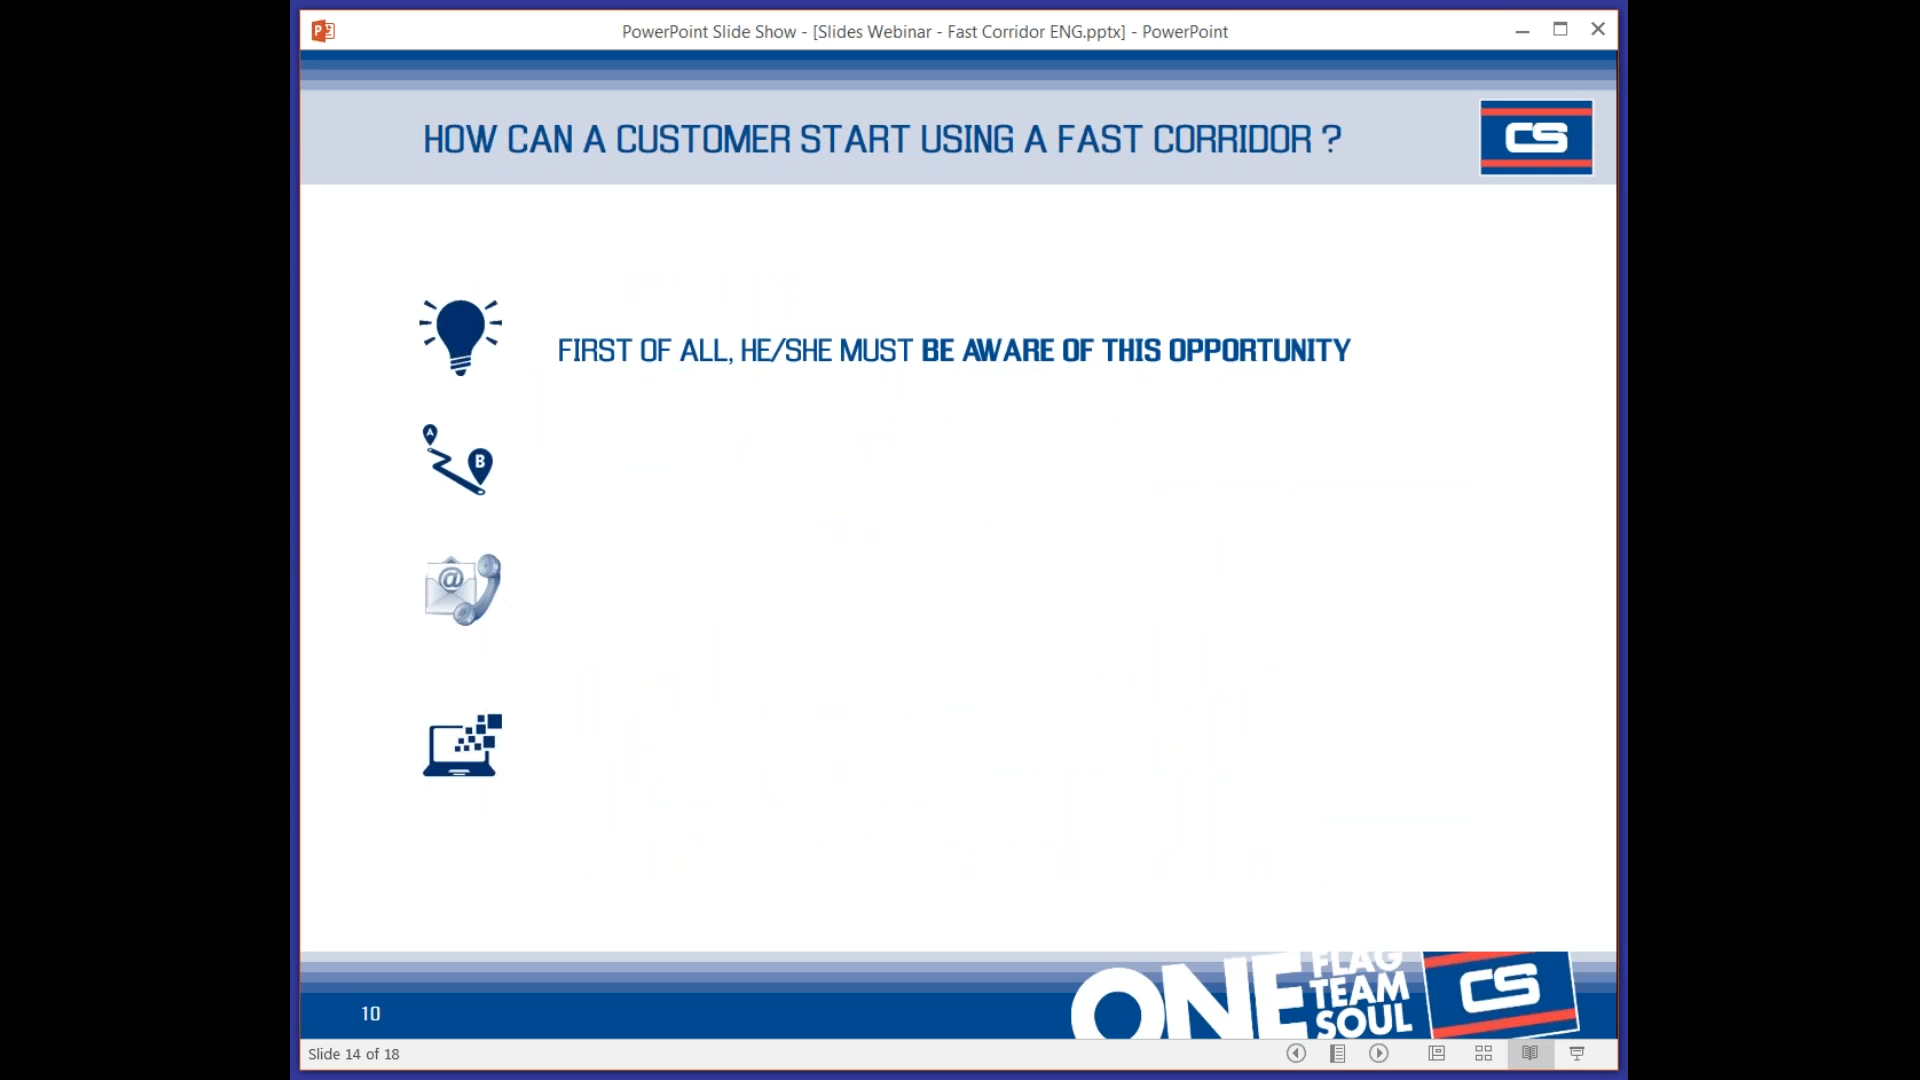 PowerPoint Slide Show - [Slides Webinar - Fast Corridor ENG.pptx] - PowerPoint
HOW CAN A CUSTOMER START USING A FAST CORRIDOR ?
CS
FIRST OF ALL, HE/SHE MUST BE AWARE OF THIS OPPORTUNITY
A
B
@
10
ONE
FLAG
TEAM
SOUL
CS
Slide 14 of 18